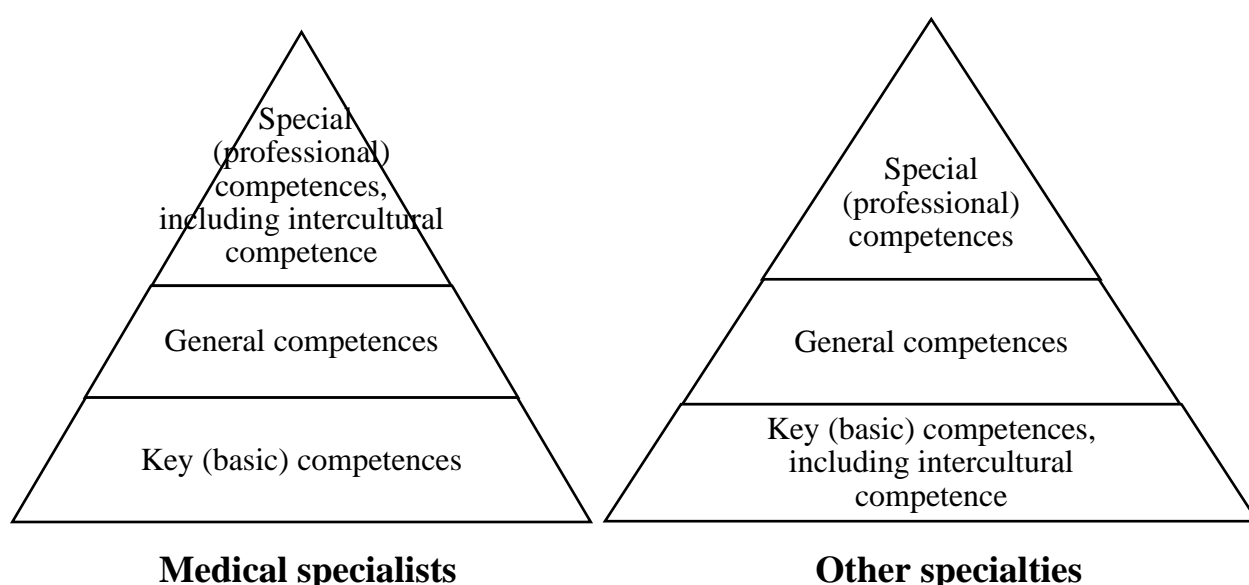 Special
(professional)
competences,
including intercultural
competence
General competences
Key (basic) competences
Medical specialists
Special
(professional)
competences
General competences
Key (basic) competences,
including intercultural
competence
Other specialties